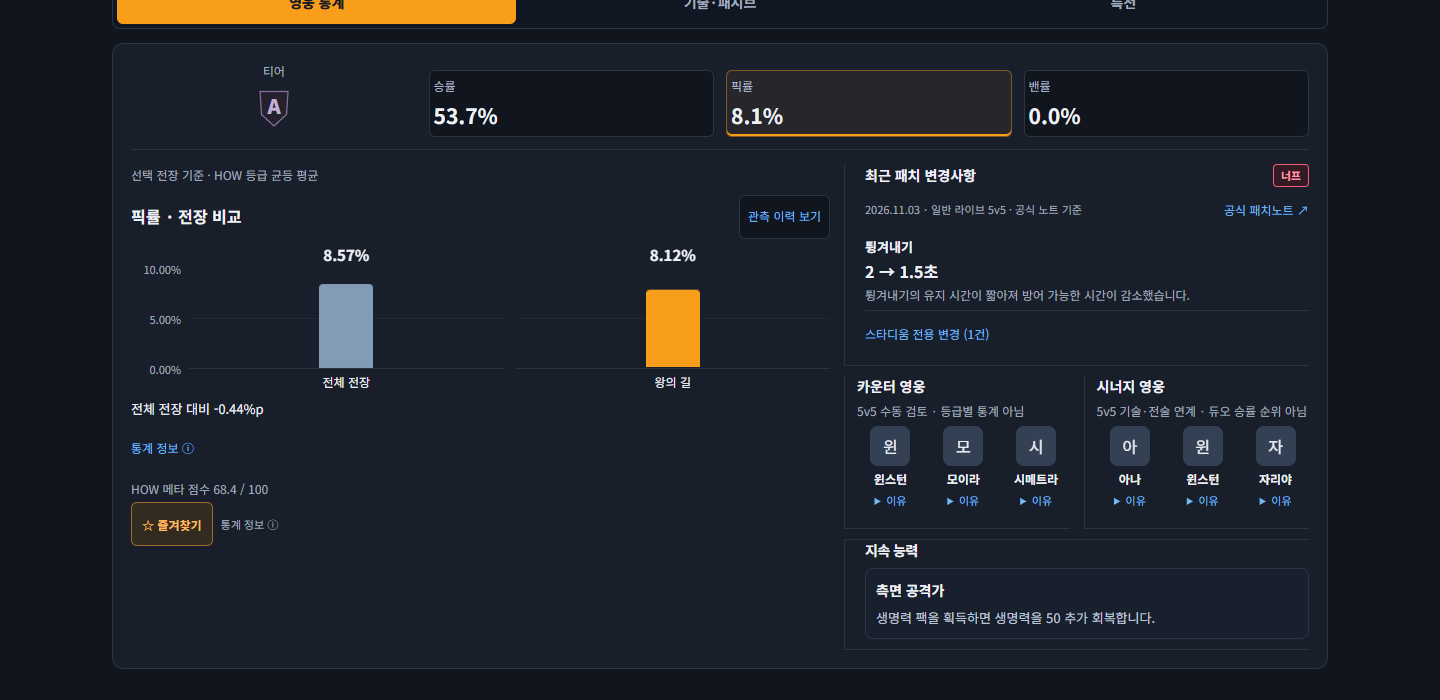 영웅 통계
기술·패시브
특전
티어
A
승률
53.7%
픽률
8.1%
밴률
0.0%
선택 전장 기준 · HOW 등급 균등 평균
픽률 · 전장 비교
관측 이력 보기
8.57%
8.12%
10.00%
5.00%
0.00%
전체 전장
왕의 길
전체 전장 대비 -0.44%p
통계 정보 ⓘ
HOW 메타 점수 68.4 / 100
☆ 즐겨찾기
통계 정보 ⓘ
최근 패치 변경사항
너프
2026.11.03 · 일반 라이브 5v5 · 공식 노트 기준
공식 패치노트 ↗
튕겨내기
2 → 1.5초
튕겨내기의 유지 시간이 짧아져 방어 가능한 시간이 감소했습니다.
스타디움 전용 변경 (1건)
카운터 영웅
5v5 수동 검토 · 등급별 통계 아님
윈
모
시
윈스턴
모이라
시메트라
▶ 이유
▶ 이유
▶ 이유
시너지 영웅
5v5 기술·전술 연계 · 듀오 승률 순위 아님
아
윈
자
아나
윈스턴
자리야
▶ 이유
▶ 이유
▶ 이유
지속 능력
측면 공격가
생명력 팩을 획득하면 생명력을 50 추가 회복합니다.